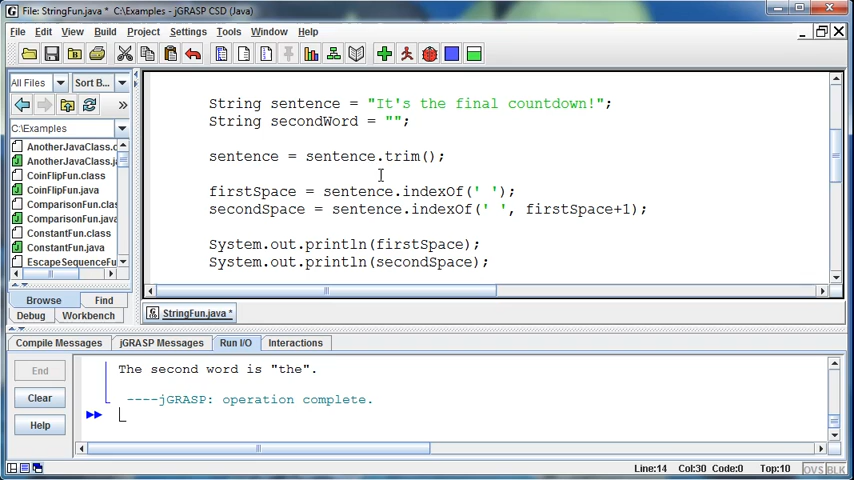 File: StringFun.java *  C:\Examples - jGRASP CSD (Java)
File Edit View Build Project Settings Tools Window Help
All Files Sort B...
C:\Examples
AnotherJavaClass.c
AnotherJavaClass.j
CoinFlipFun.class
CoinFlipFun.java
ComparisonFun.class
ComparisonFun.java
ConstantFun.class
ConstantFun.java
EscapeSequenceFu
Browse Find
Debug Workbench
String sentence = "It's the final countdown!";
String secondWord = "";
sentence = sentence.trim();
firstSpace = sentence.indexOf(' ');
secondSpace = sentence.indexOf(' ', firstSpace+1);
System.out.println(firstSpace);
System.out.println(secondSpace);
StringFun.java *
Compile Messages jGRASP Messages Run I/O Interactions
End
Clear
Help
The second word is "the".
----jGRASP: operation complete.
Line:14 Col:30 Code:0 Top:10 OVS BLK